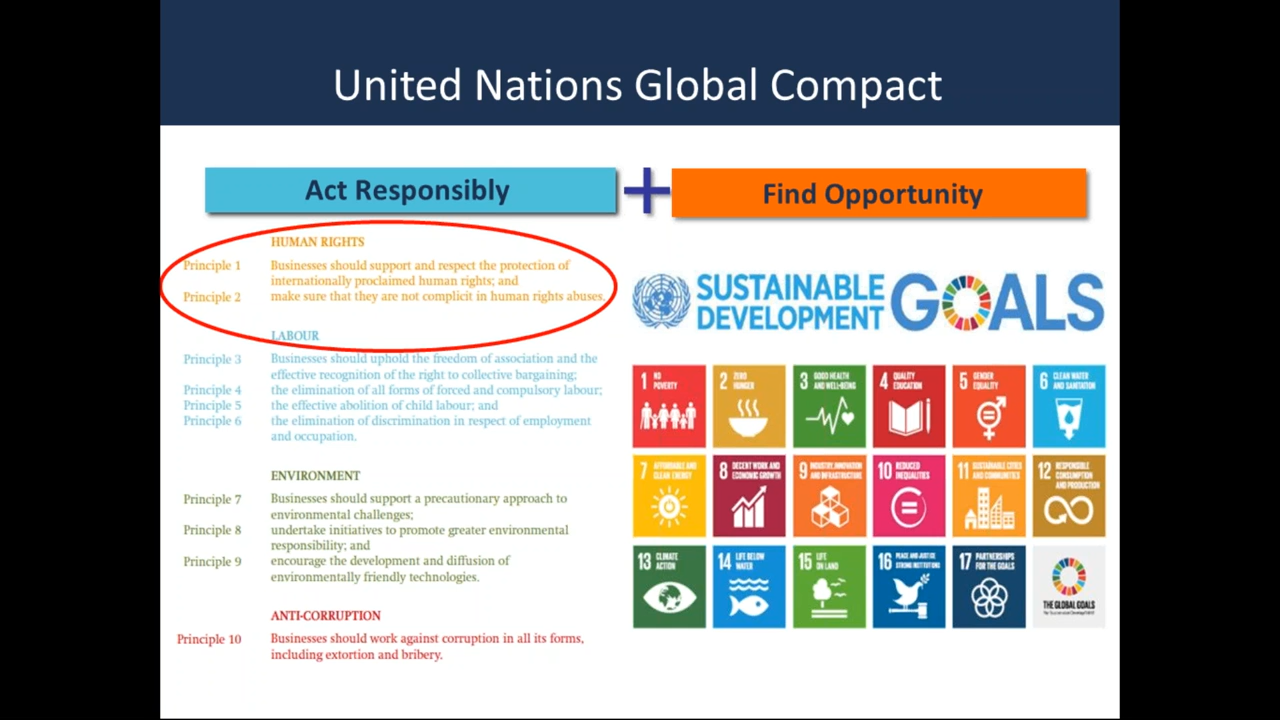 United Nations Global Compact
Act Responsibly
+
Find Opportunity
HUMAN RIGHTS
Principle 1 Businesses should support and respect the protection of
internationally proclaimed human rights; and
Principle 2 make sure that they are not complicit in human rights abuses.
LABOUR
Principle 3 Businesses should uphold the freedom of association and the
effective recognition of the right to collective bargaining;
Principle 4 the elimination of all forms of forced and compulsory labour;
Principle 5 the effective abolition of child labour; and
Principle 6 the elimination of discrimination in respect of employment
and occupation.
ENVIRONMENT
Principle 7 Businesses should support a precautionary approach to
environmental challenges;
Principle 8 undertake initiatives to promote greater environmental
responsibility; and
Principle 9 encourage the development and diffusion of
environmentally friendly technologies.
ANTI-CORRUPTION
Principle 10 Businesses should work against corruption in all its forms,
including extortion and bribery.
SUSTAINABLE
DEVELOPMENT
GOALS
1 NO
POVERTY
2 ZERO
HUNGER
3 GOOD HEALTH
AND WELL-BEING
4 QUALITY
EDUCATION
5 GENDER
EQUALITY
6 CLEAN WATER
AND SANITATION
7 AFFORDABLE AND
CLEAN ENERGY
8 DECENT WORK AND
ECONOMIC GROWTH
9 INDUSTRY, INNOVATION
AND INFRASTRUCTURE
10 REDUCED
INEQUALITIES
11 SUSTAINABLE CITIES
AND COMMUNITIES
12 RESPONSIBLE
CONSUMPTION
AND PRODUCTION
13 CLIMATE
ACTION
14 LIFE BELOW
WATER
15 LIFE
ON LAND
16 PEACE AND JUSTICE
STRONG INSTITUTIONS
17 PARTNERSHIPS
FOR THE GOALS
THE GLOBAL GOALS
For Sustainable Development